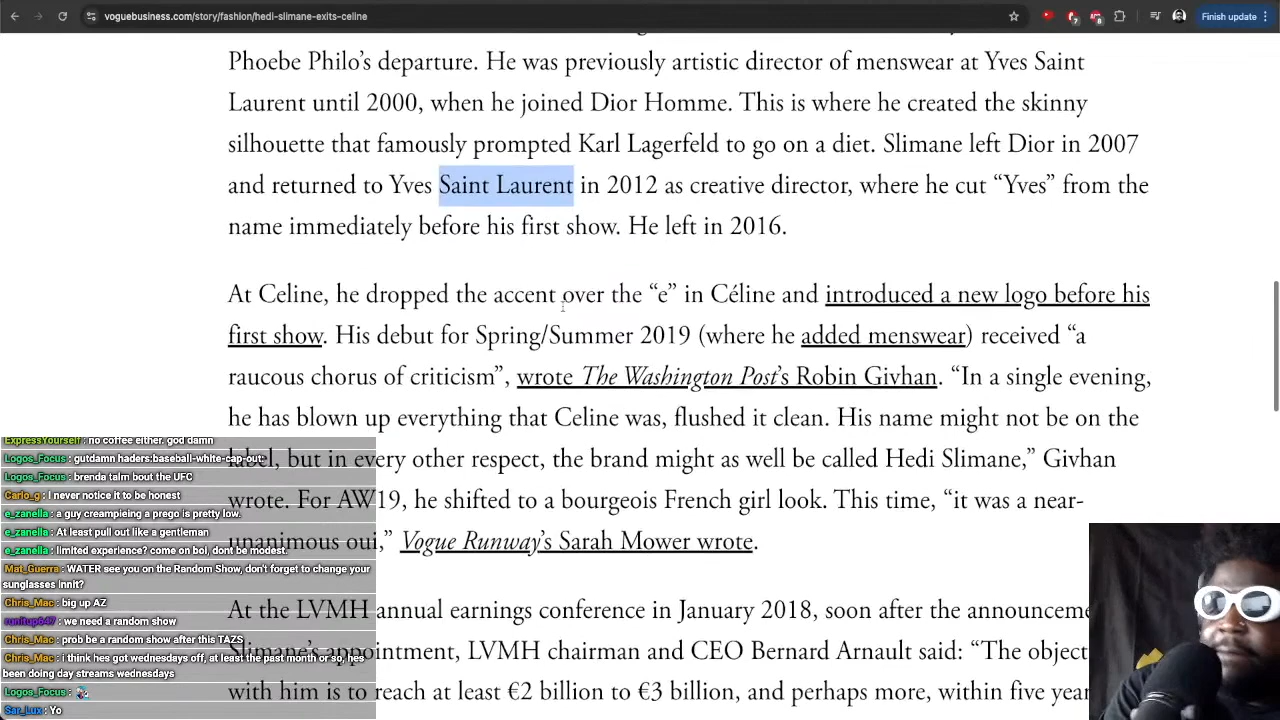 voguebusiness.com/story/fashion/hedi-slimane-exits-celine
Finish update
Phoebe Philo’s departure. He was previously artistic director of menswear at Yves Saint
Laurent until 2000, when he joined Dior Homme. This is where he created the skinny
silhouette that famously prompted Karl Lagerfeld to go on a diet. Slimane left Dior in 2007
and returned to Yves Saint Laurent in 2012 as creative director, where he cut “Yves” from the
name immediately before his first show. He left in 2016.
At Celine, he dropped the accent over the “e” in Céline and introduced a new logo before his
first show. His debut for Spring/Summer 2019 (where he added menswear) received “a
raucous chorus of criticism”, wrote The Washington Post’s Robin Givhan. “In a single evening,
he has blown up everything that Celine was, flushed it clean. His name might not be on the
label, but in every other respect, the brand might as well be called Hedi Slimane,” Givhan
wrote. For AW19, he shifted to a bourgeois French girl look. This time, “it was a near-
unanimous oui,” Vogue Runway’s Sarah Mower wrote.
At the LVMH annual earnings conference in January 2018, soon after the announceme
Slimane’s appointment, LVMH chairman and CEO Bernard Arnault said: “The object
with him is to reach at least €2 billion to €3 billion, and perhaps more, within five year
ExpressYourself : no coffee either. god damn
Logos_Focus : gutdamn haders:baseball-white-cap-out:
Logos_Focus : brenda talm bout the UFC
Carlo_g : I never notice it to be honest
e_zanella : a guy creampieing a prego is pretty low.
e_zanella : At least pull out like a gentleman
e_zanella : limited experience? come on boi, dont be modest.
Mat_Guerra : WATER see you on the Random Show, don't forget to change your
sunglasses innit?
Chris_Mac : big up AZ
runitup647 : we need a random show
Chris_Mac : prob be a random show after this TAZS
Chris_Mac : i think hes got wednesdays off, at least the past month or so, hes
been doing day streams wednesdays
Logos_Focus :
Sar_Lux : Yo